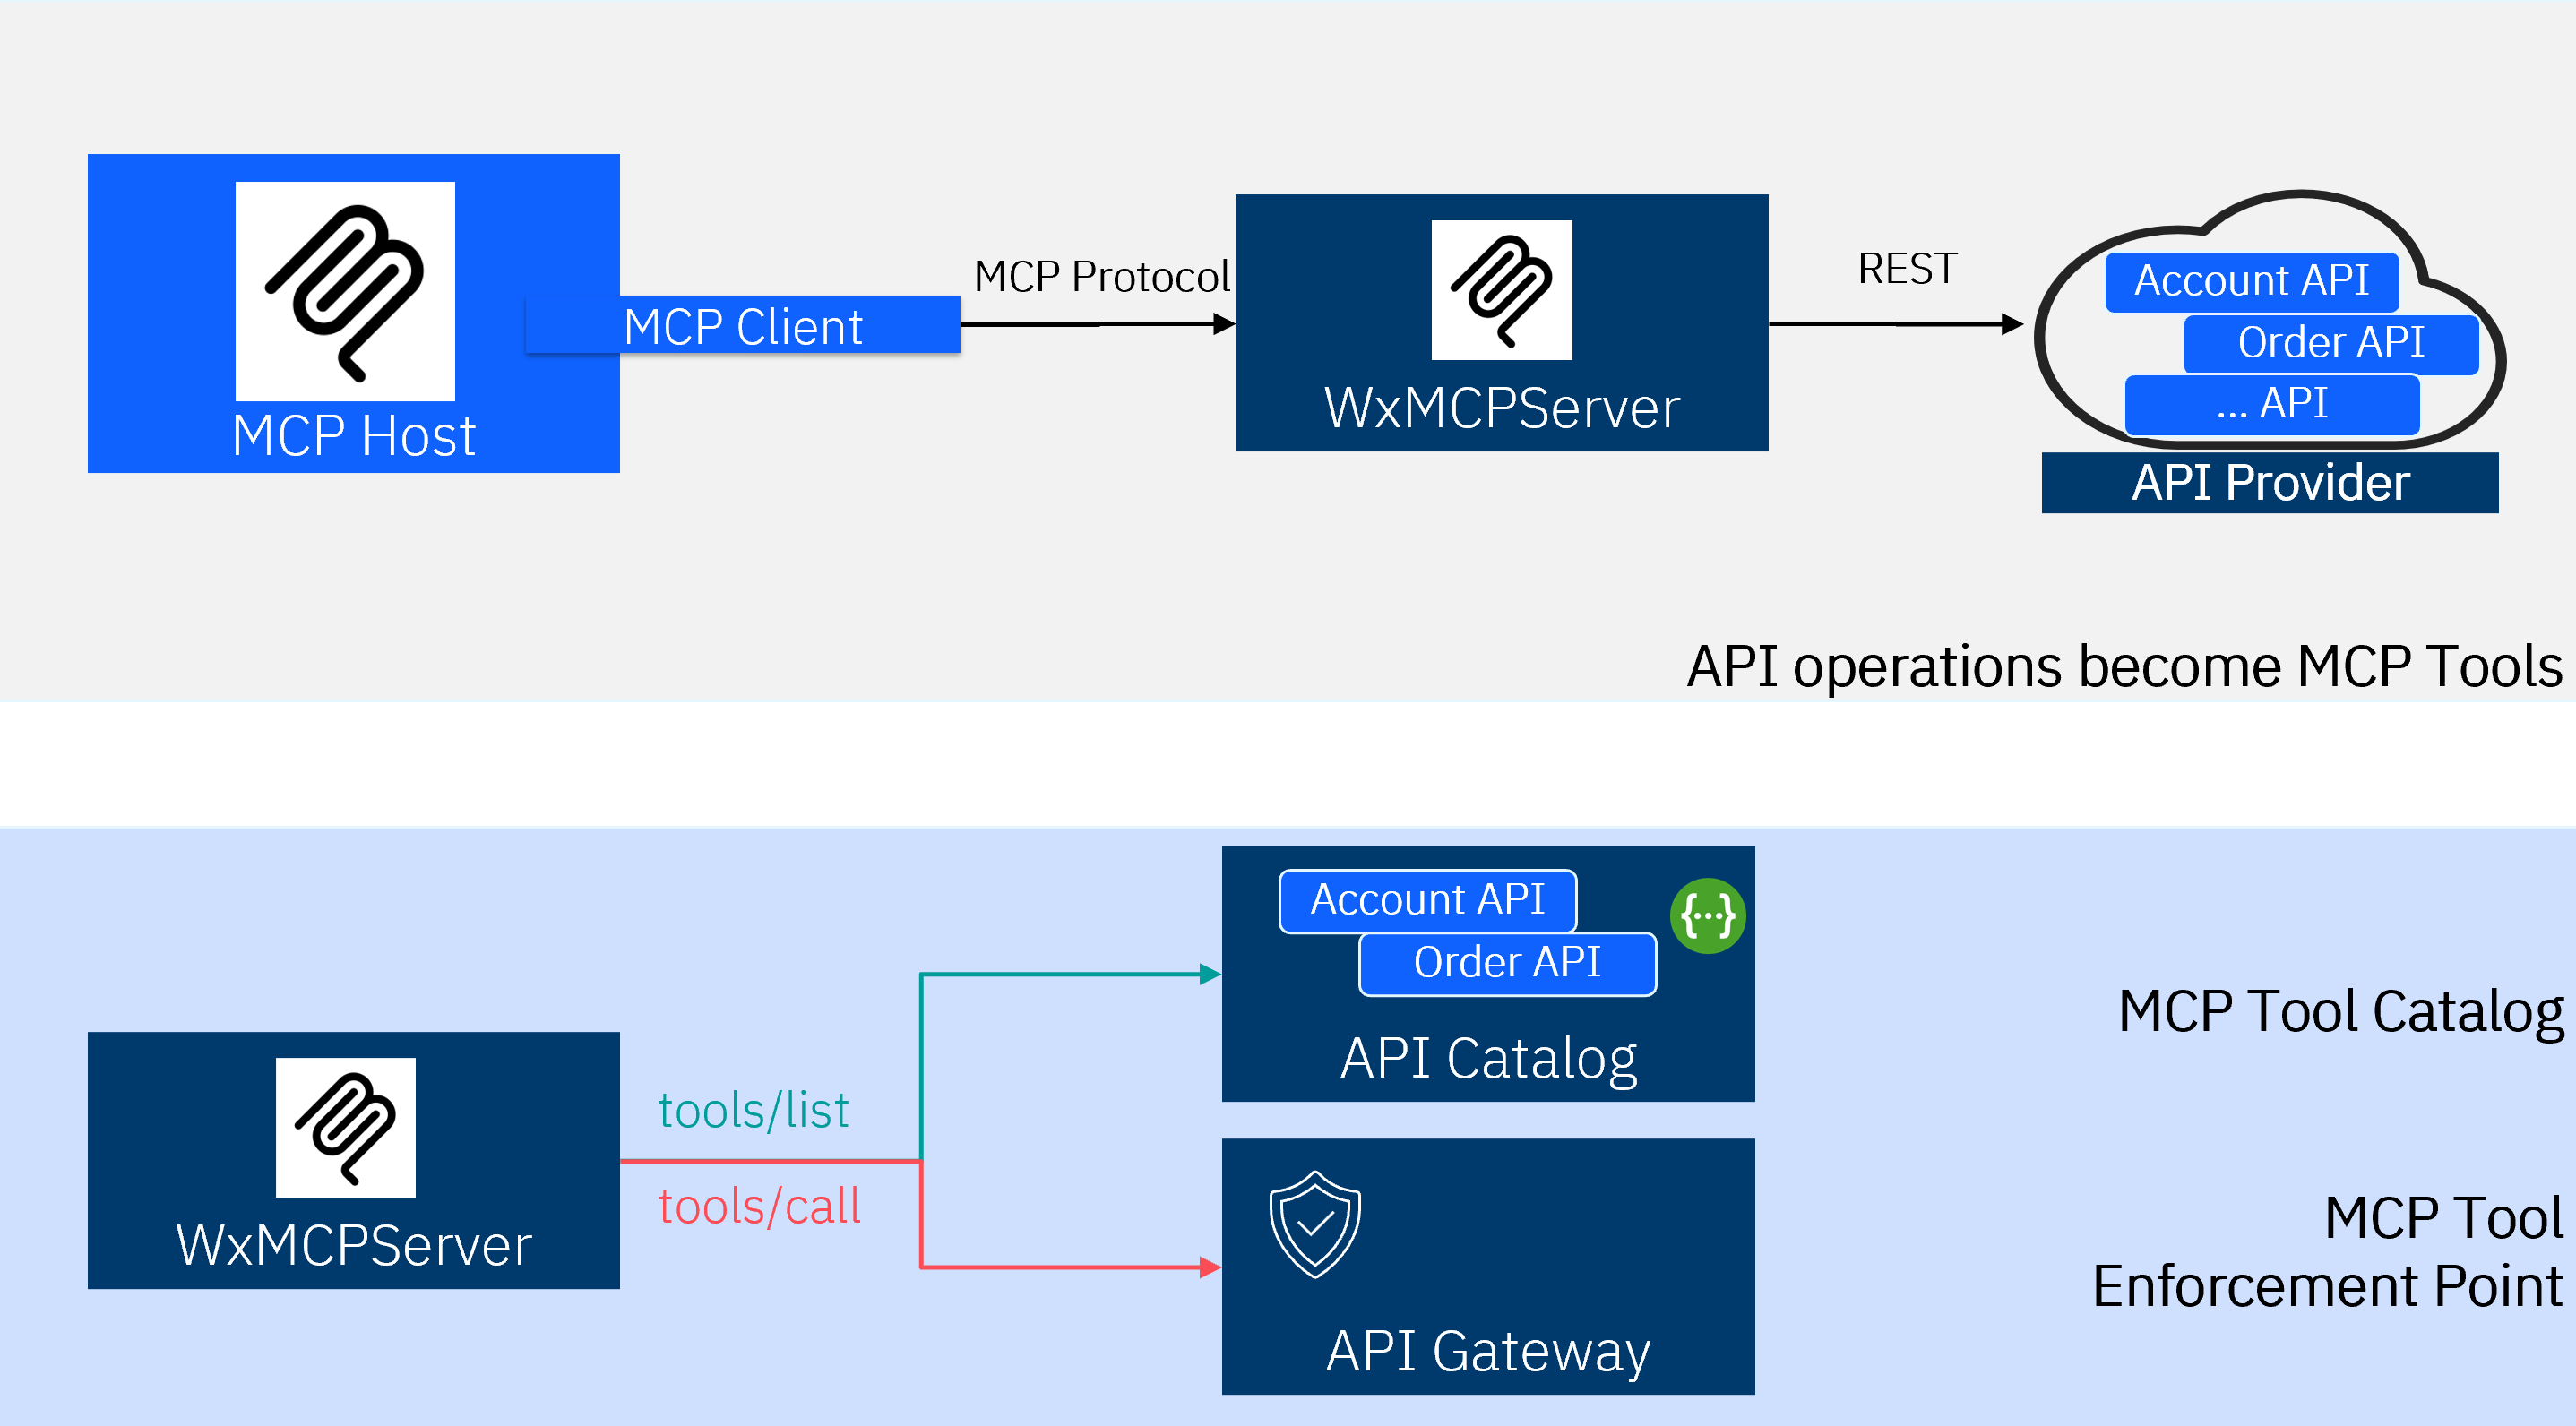 MCP Host
MCP Client
MCP Protocol
WxMCPServer
REST
Account API
Order API
... API
API Provider
API operations become MCP Tools
WxMCPServer
tools/list
tools/call
Account API
Order API
{...}
API Catalog
MCP Tool Catalog
API Gateway
MCP Tool
Enforcement Point